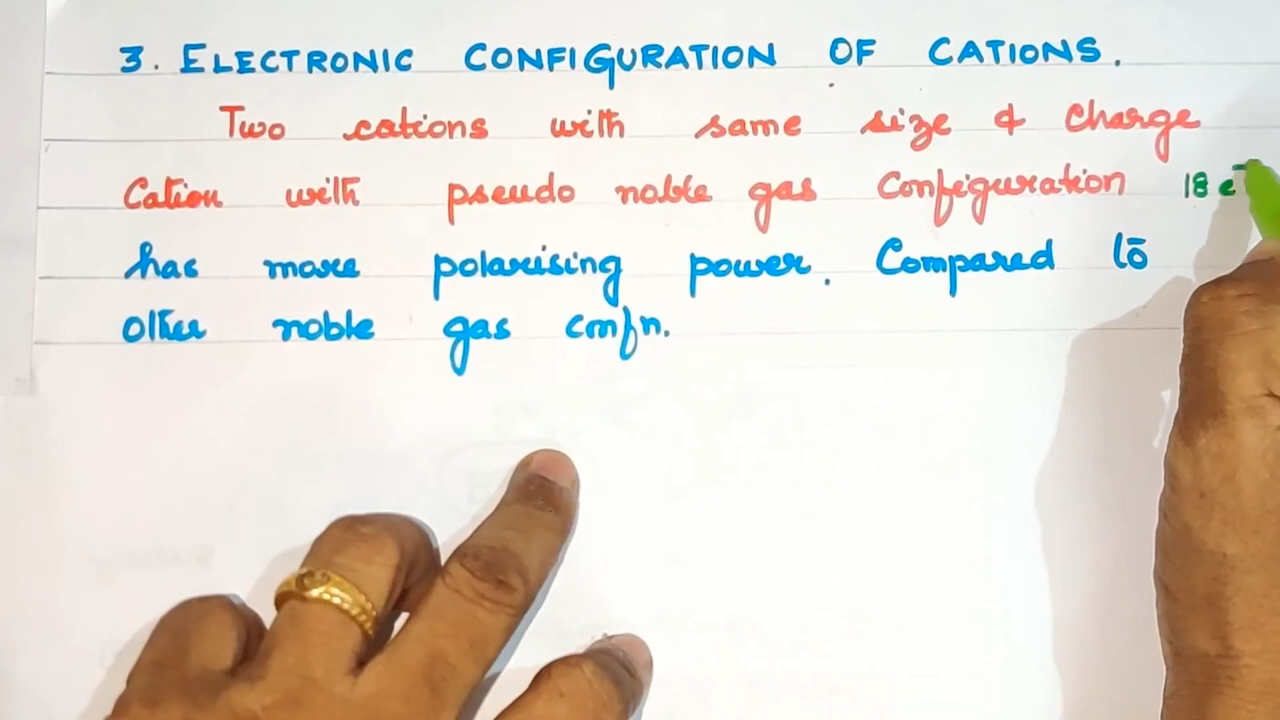 3. ELECTRONIC CONFIGURATION OF CATIONS.
Two cations with same size & Charge
Cation with pseudo noble gas Configuration 18 e⁻
has more polarising power. Compared to
other noble gas cnfn.